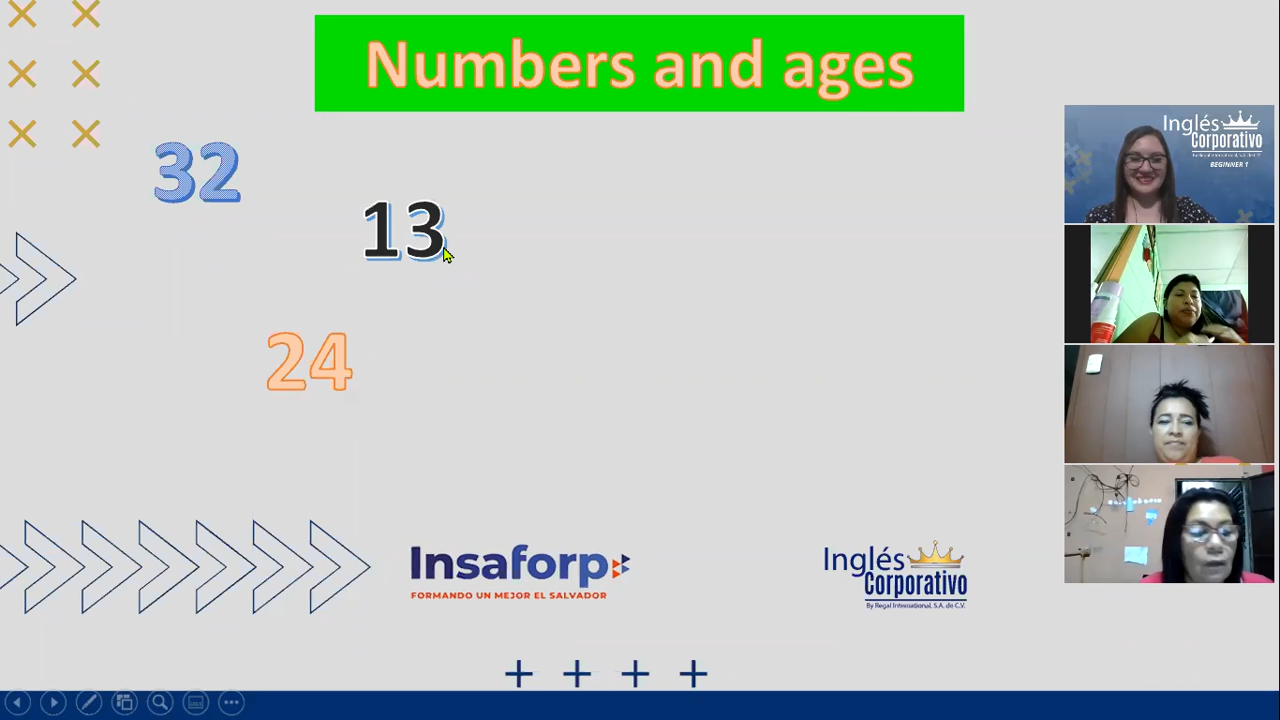 Numbers and ages
32
13
24
Insaforp
FORMANDO UN MEJOR EL SALVADOR
Inglés
Corporativo
By Regal International, S.A. de C.V.
Inglés
Corporativo
BEGINNER 1